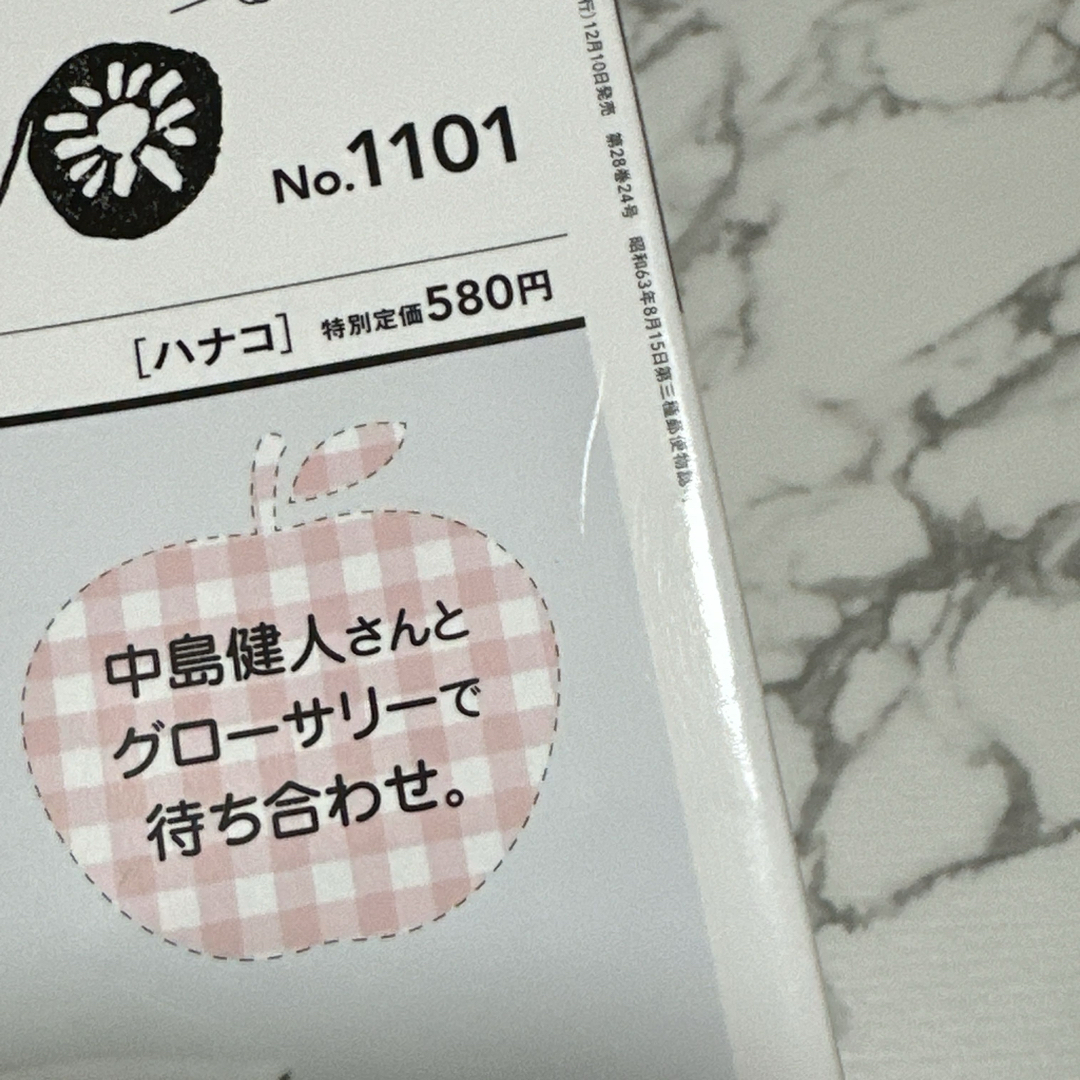 No.1101
[ハナコ] 特別定価580円
中島健人さんと
グローサリーで
待ち合わせ。
行)12月10日発売 第28巻24号 昭和63年8月15日第三種郵便物認